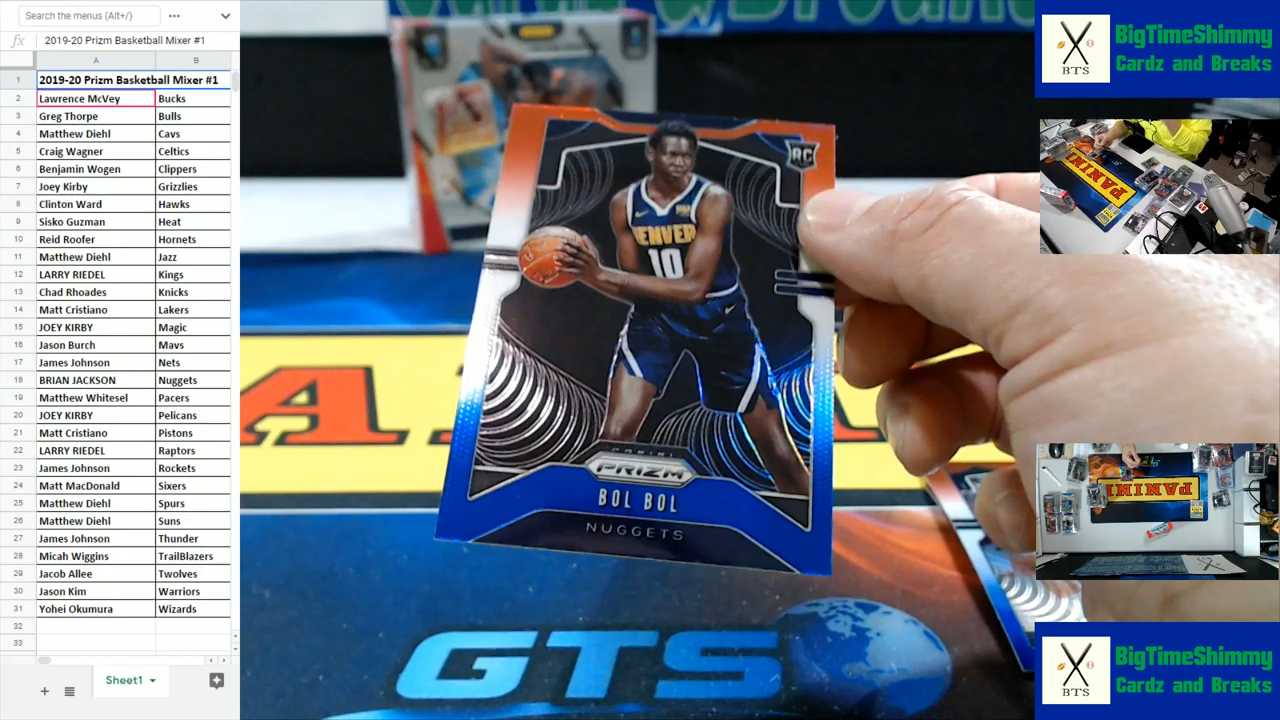 Search the menus (Alt+/)
fx 2019-20 Prizm Basketball Mixer #1
A B
1 2019-20 Prizm Basketball Mixer #1
2 Lawrence McVey Bucks
3 Greg Thorpe Bulls
4 Matthew Diehl Cavs
5 Craig Wagner Celtics
6 Benjamin Wogen Clippers
7 Joey Kirby Grizzlies
8 Clinton Ward Hawks
9 Sisko Guzman Heat
10 Reid Roofer Hornets
11 Matthew Diehl Jazz
12 LARRY RIEDEL Kings
13 Chad Rhoades Knicks
14 Matt Cristiano Lakers
15 JOEY KIRBY Magic
16 Jason Burch Mavs
17 James Johnson Nets
18 BRIAN JACKSON Nuggets
19 Matthew Whitesel Pacers
20 JOEY KIRBY Pelicans
21 Matt Cristiano Pistons
22 LARRY RIEDEL Raptors
23 James Johnson Rockets
24 Matt MacDonald Sixers
25 Matthew Diehl Spurs
26 Matthew Diehl Suns
27 James Johnson Thunder
28 Micah Wiggins TrailBlazers
29 Jacob Allee Twolves
30 Jason Kim Warriors
31 Yohei Okumura Wizards
32
33
Sheet1
RC
DENVER
10
PANINI
PRIZM
BOL BOL
NUGGETS
GTS
BTS
BigTimeShimmy
Cardz and Breaks
PANINI
PANINI
BTS
BigTimeShimmy
Cardz and Breaks